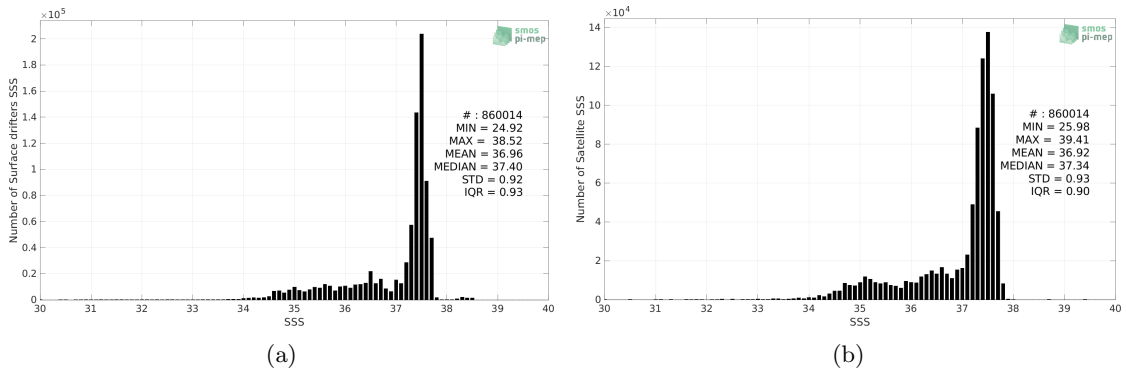 ×10⁵
2
1.8
1.6
1.4
1.2
1
0.8
0.6
0.4
0.2
0
Number of Surface drifters SSS
30 31 32 33 34 35 36 37 38 39 40
SSS
smos
pi-mep
# : 860014
MIN = 24.92
MAX = 38.52
MEAN = 36.96
MEDIAN = 37.40
STD = 0.92
IQR = 0.93
(a)
×10⁴
14
12
10
8
6
4
2
0
Number of Satellite SSS
30 31 32 33 34 35 36 37 38 39 40
SSS
smos
pi-mep
# : 860014
MIN = 25.98
MAX = 39.41
MEAN = 36.92
MEDIAN = 37.34
STD = 0.93
IQR = 0.90
(b)